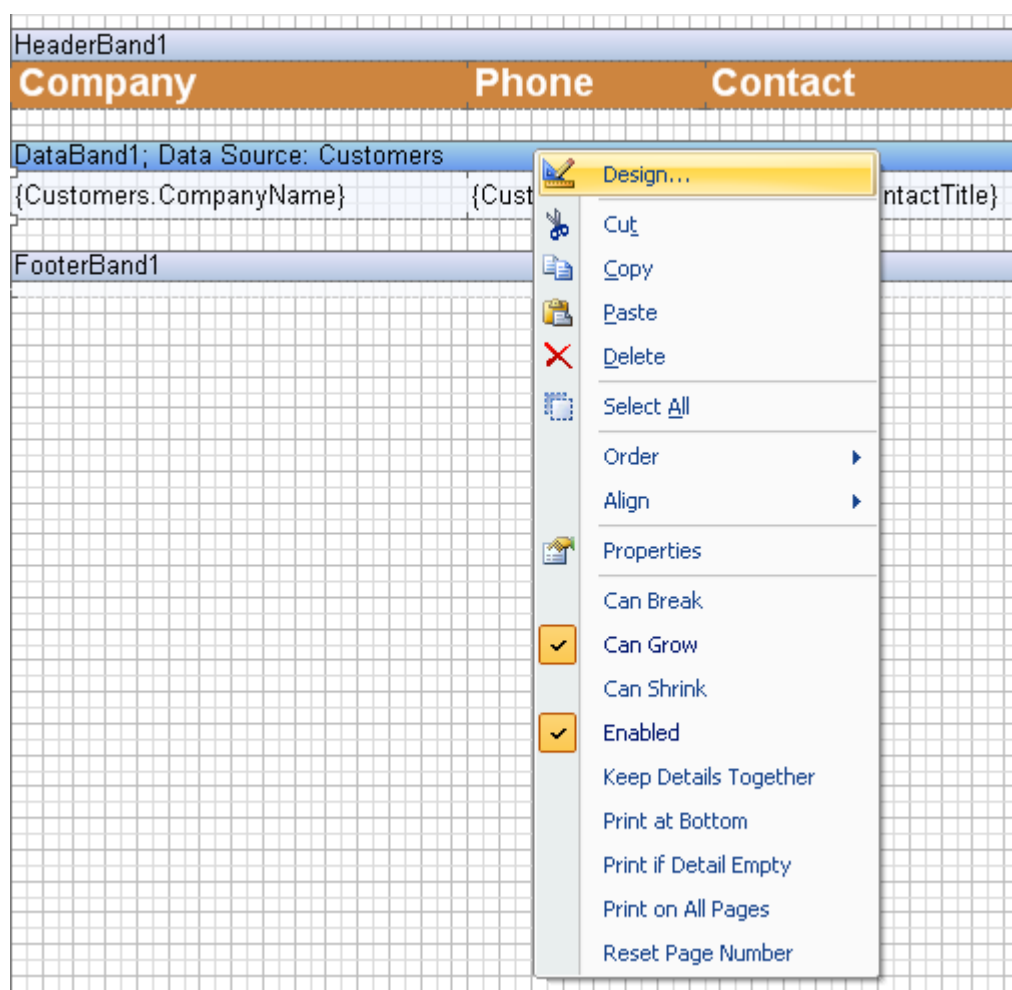 HeaderBand1
Company Phone Contact
DataBand1; Data Source: Customers
{Customers.CompanyName} {Cust ntactTitle}
FooterBand1
Design...
Cut
Copy
Paste
Delete
Select All
Order
Align
Properties
Can Break
Can Grow
Can Shrink
Enabled
Keep Details Together
Print at Bottom
Print if Detail Empty
Print on All Pages
Reset Page Number